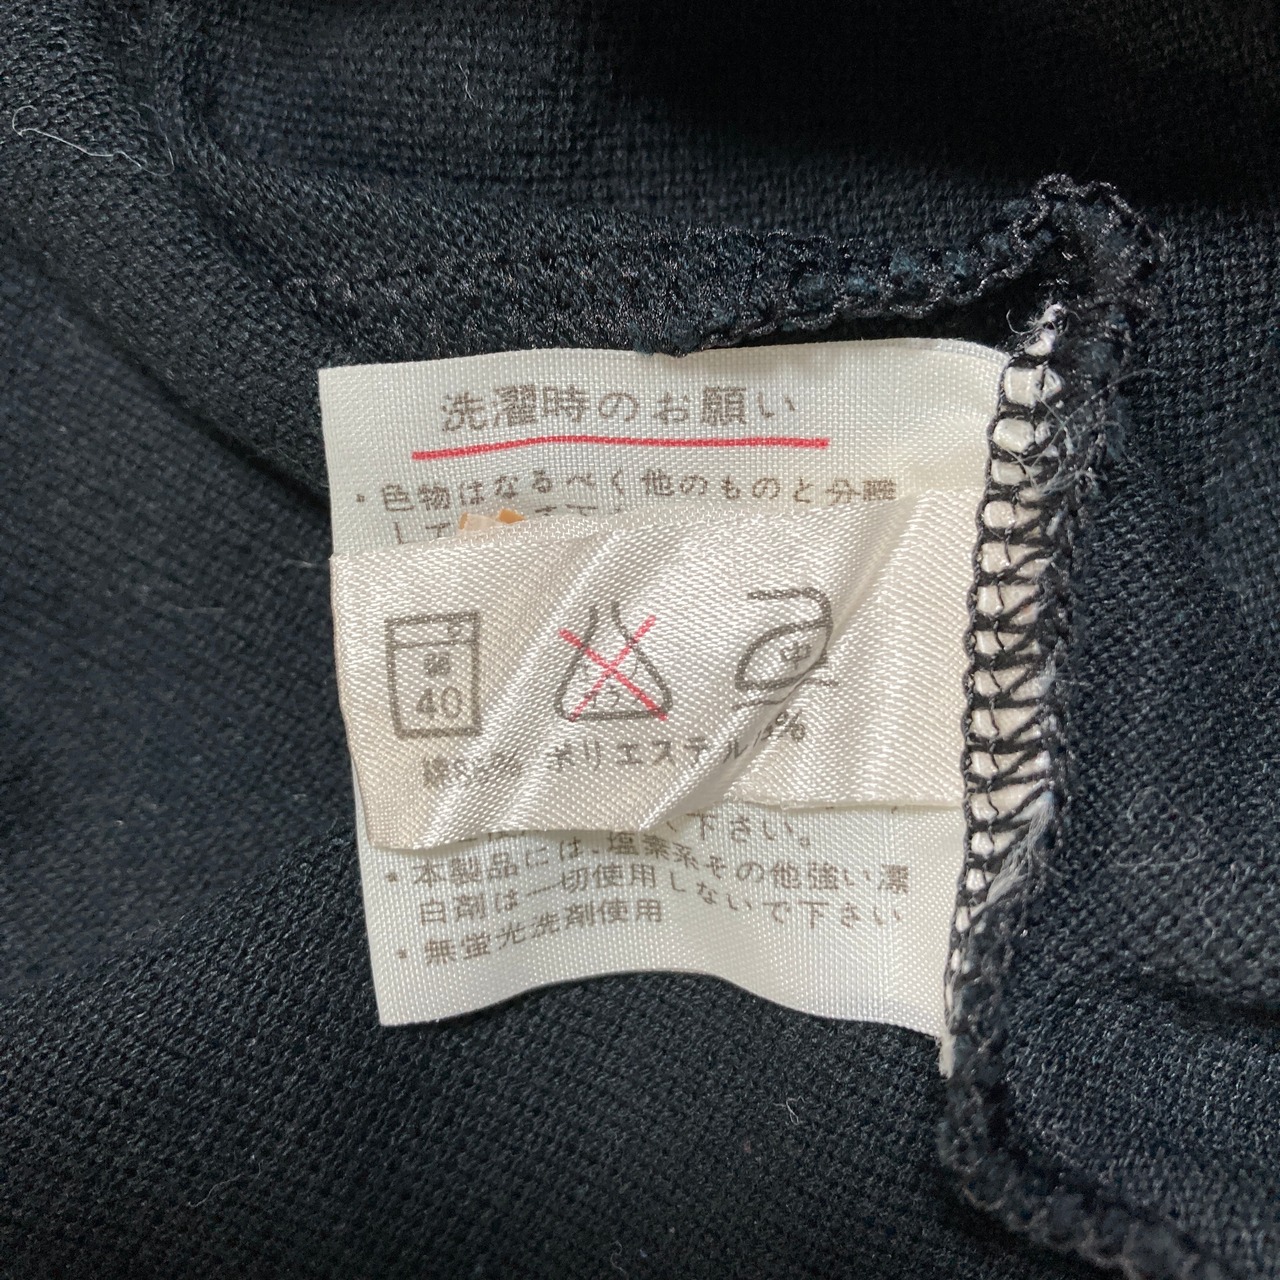 洗濯時のお願い
・色物はなるべく他のものと分離
して
40
中
ポリエステル %
下さい。
・本製品には、塩素系その他強い漂
白剤は一切使用しないで下さい
・無蛍光洗剤使用